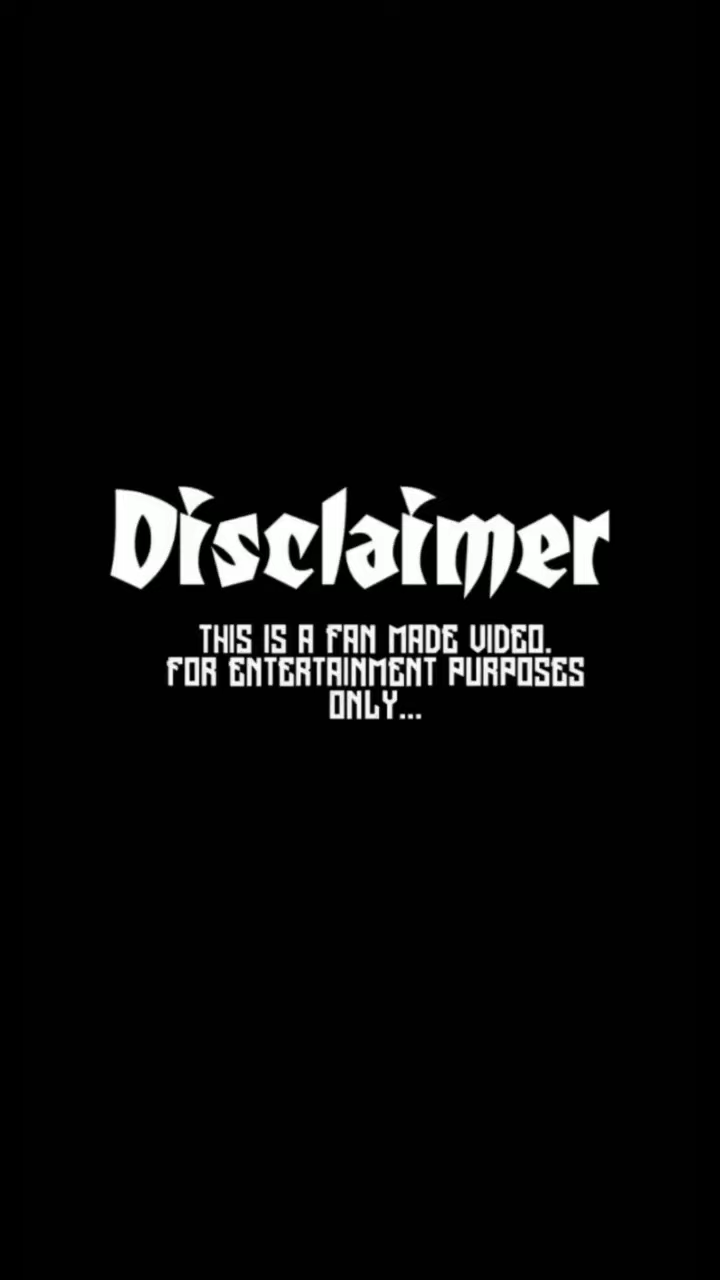 Disclaimer
THIS IS A FAN MADE VIDEO.
FOR ENTERTAINMENT PURPOSES
ONLY...